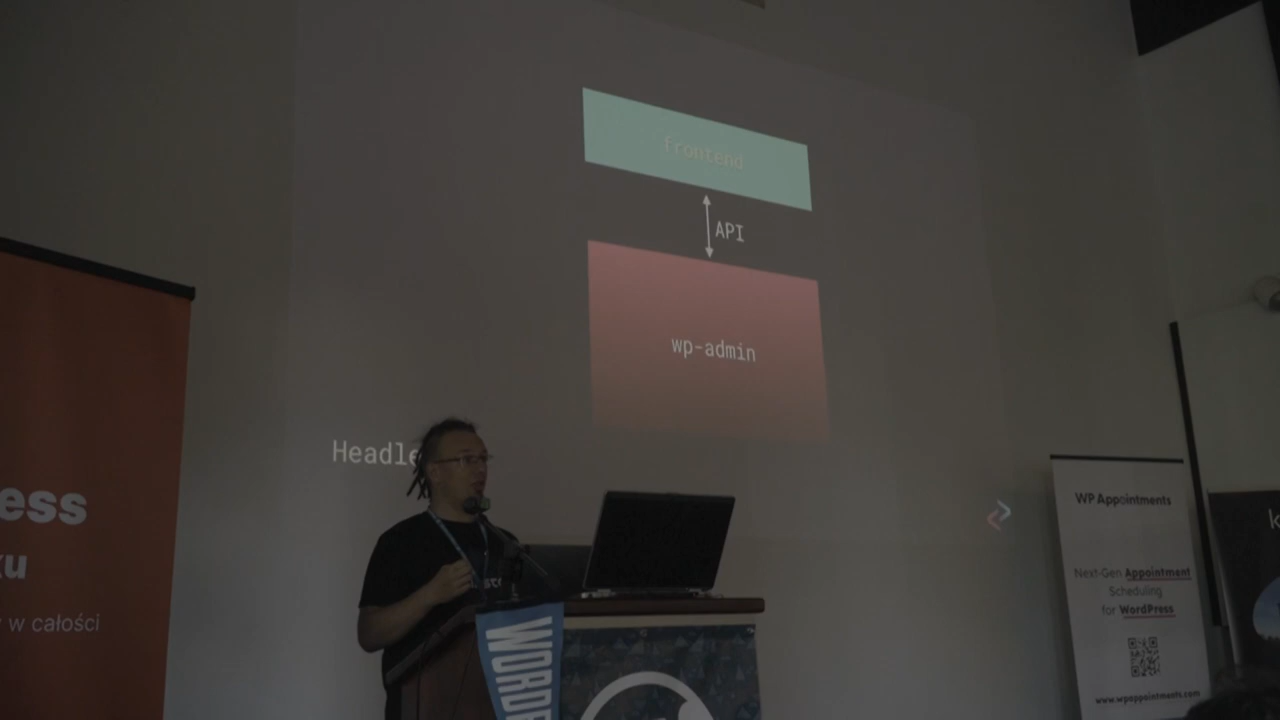 frontend
API
wp-admin
Headle
ess
ku
w całości
WORDP
WP Appointments
Next-Gen Appointment
Scheduling
for WordPress
www.wpappointments.com
k